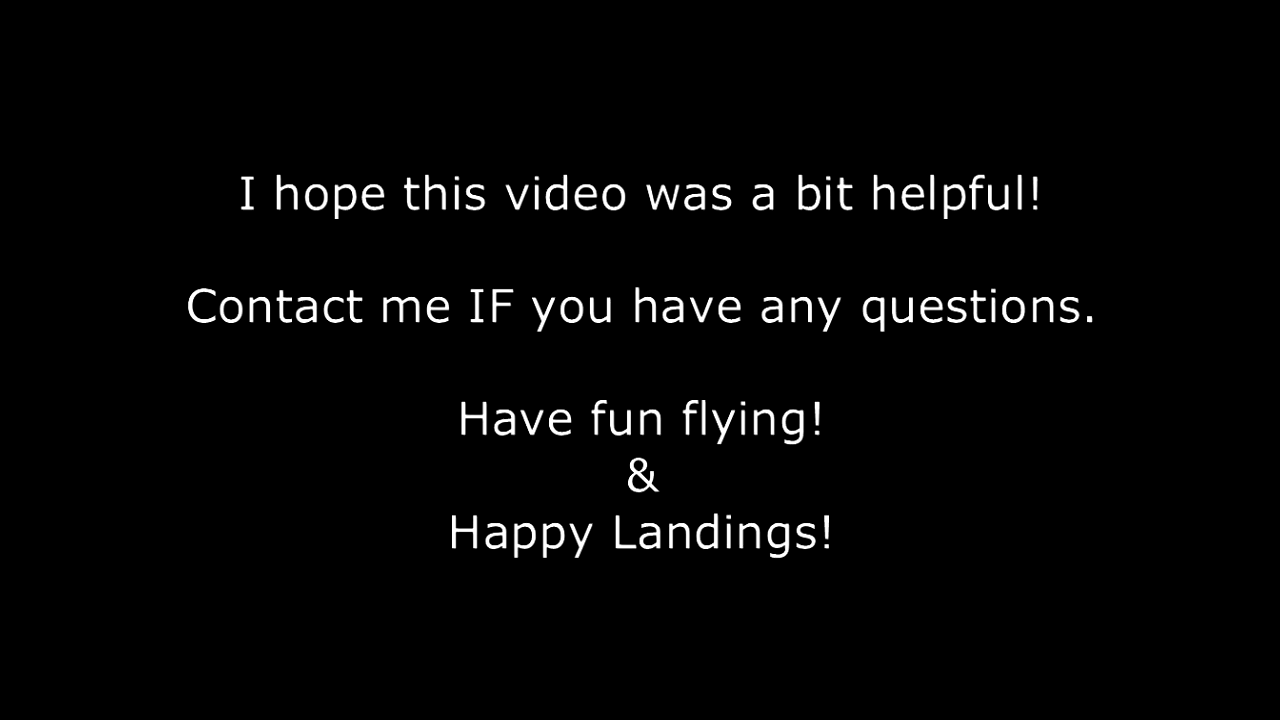 I hope this video was a bit helpful!
Contact me IF you have any questions.
Have fun flying!
&
Happy Landings!